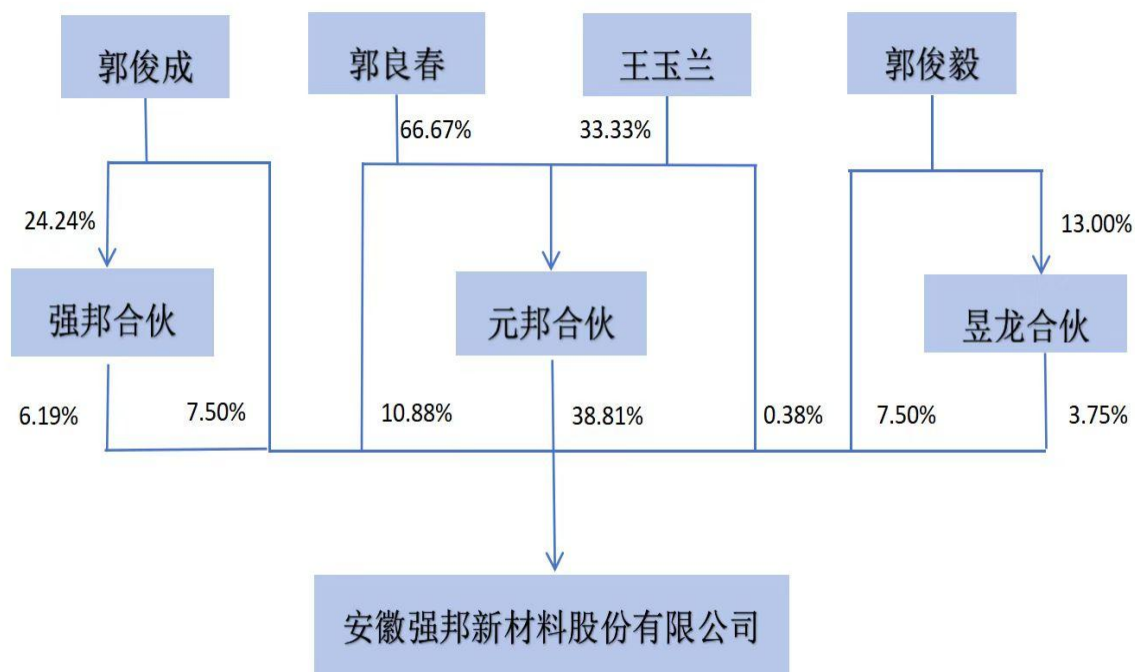 郭俊成
郭良春
王玉兰
郭俊毅
66.67%
33.33%
24.24%
13.00%
强邦合伙
元邦合伙
昱龙合伙
6.19%
7.50%
10.88%
38.81%
0.38%
7.50%
3.75%
安徽强邦新材料股份有限公司